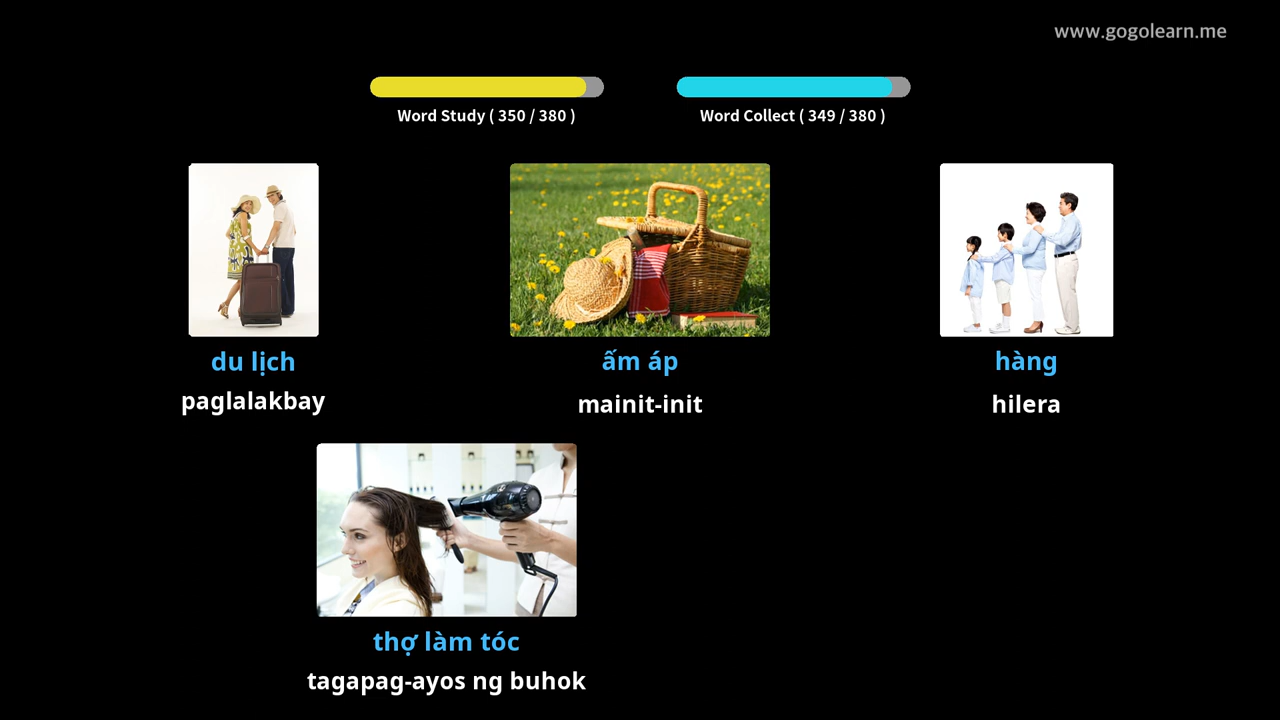 www.gogolearn.me
Word Study ( 350 / 380 )
Word Collect ( 349 / 380 )
du lịch
paglalakbay
ấm áp
mainit-init
hàng
hilera
thợ làm tóc
tagapag-ayos ng buhok